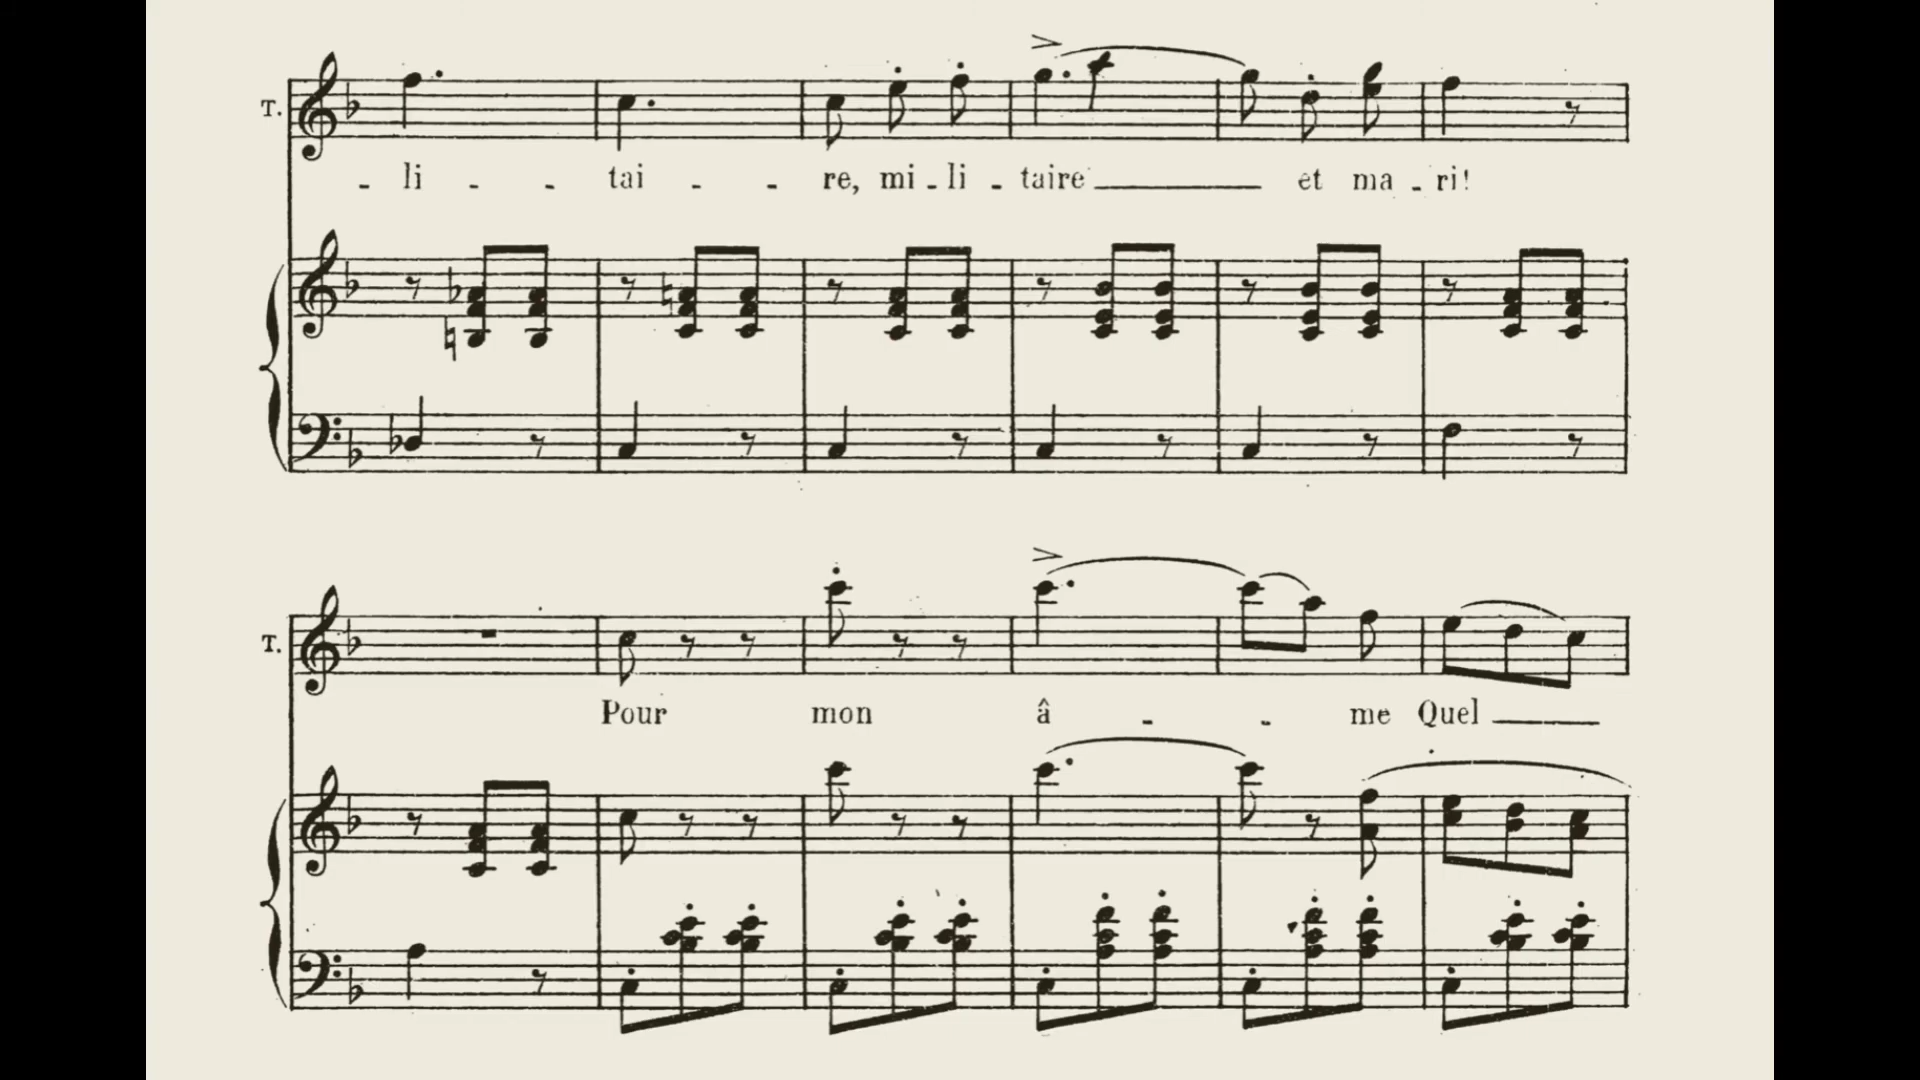 T.
- li - - tai - - re, mi - li - taire et ma - ri!
T.
Pour mon â - - me Quel